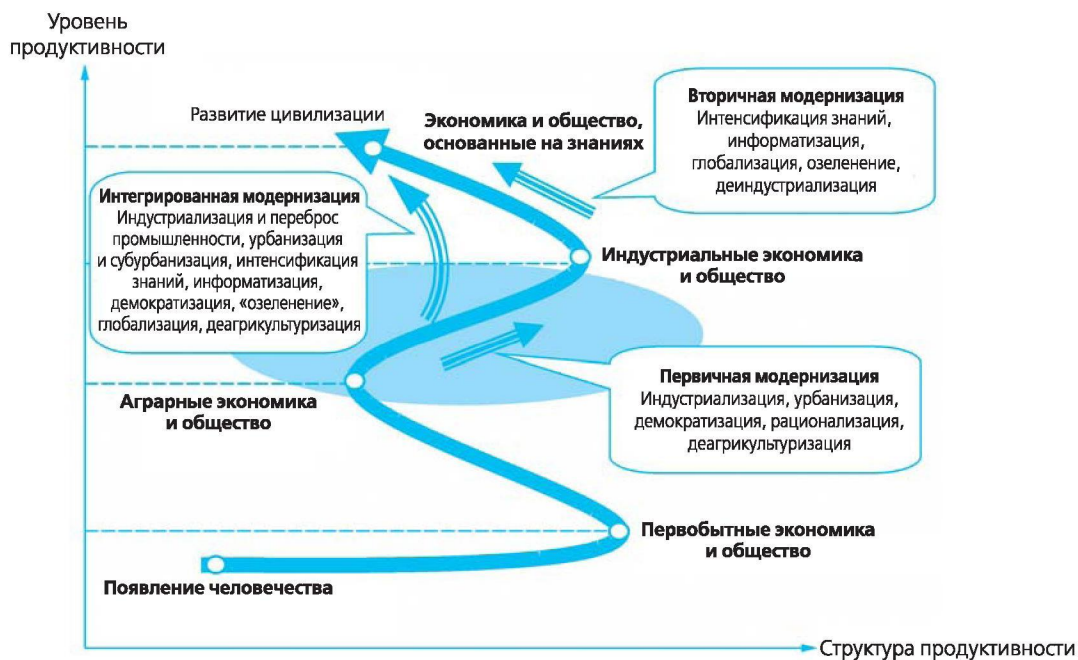 Уровень
продуктивности
Развитие цивилизации
Экономика и общество,
основанные на знаниях
Вторичная модернизация
Интенсификация знаний,
информатизация,
глобализация, озеленение,
деиндустриализация
Интегрированная модернизация
Индустриализация и переброс
промышленности, урбанизация
и субурбанизация, интенсификация
знаний, информатизация,
демократизация, «озеленение»,
глобализация, деагрикультуризация
Индустриальные экономика
и общество
Первичная модернизация
Индустриализация, урбанизация,
демократизация, рационализация,
деагрикультуризация
Аграрные экономика
и общество
Первобытные экономика
и общество
Появление человечества
Структура продуктивности